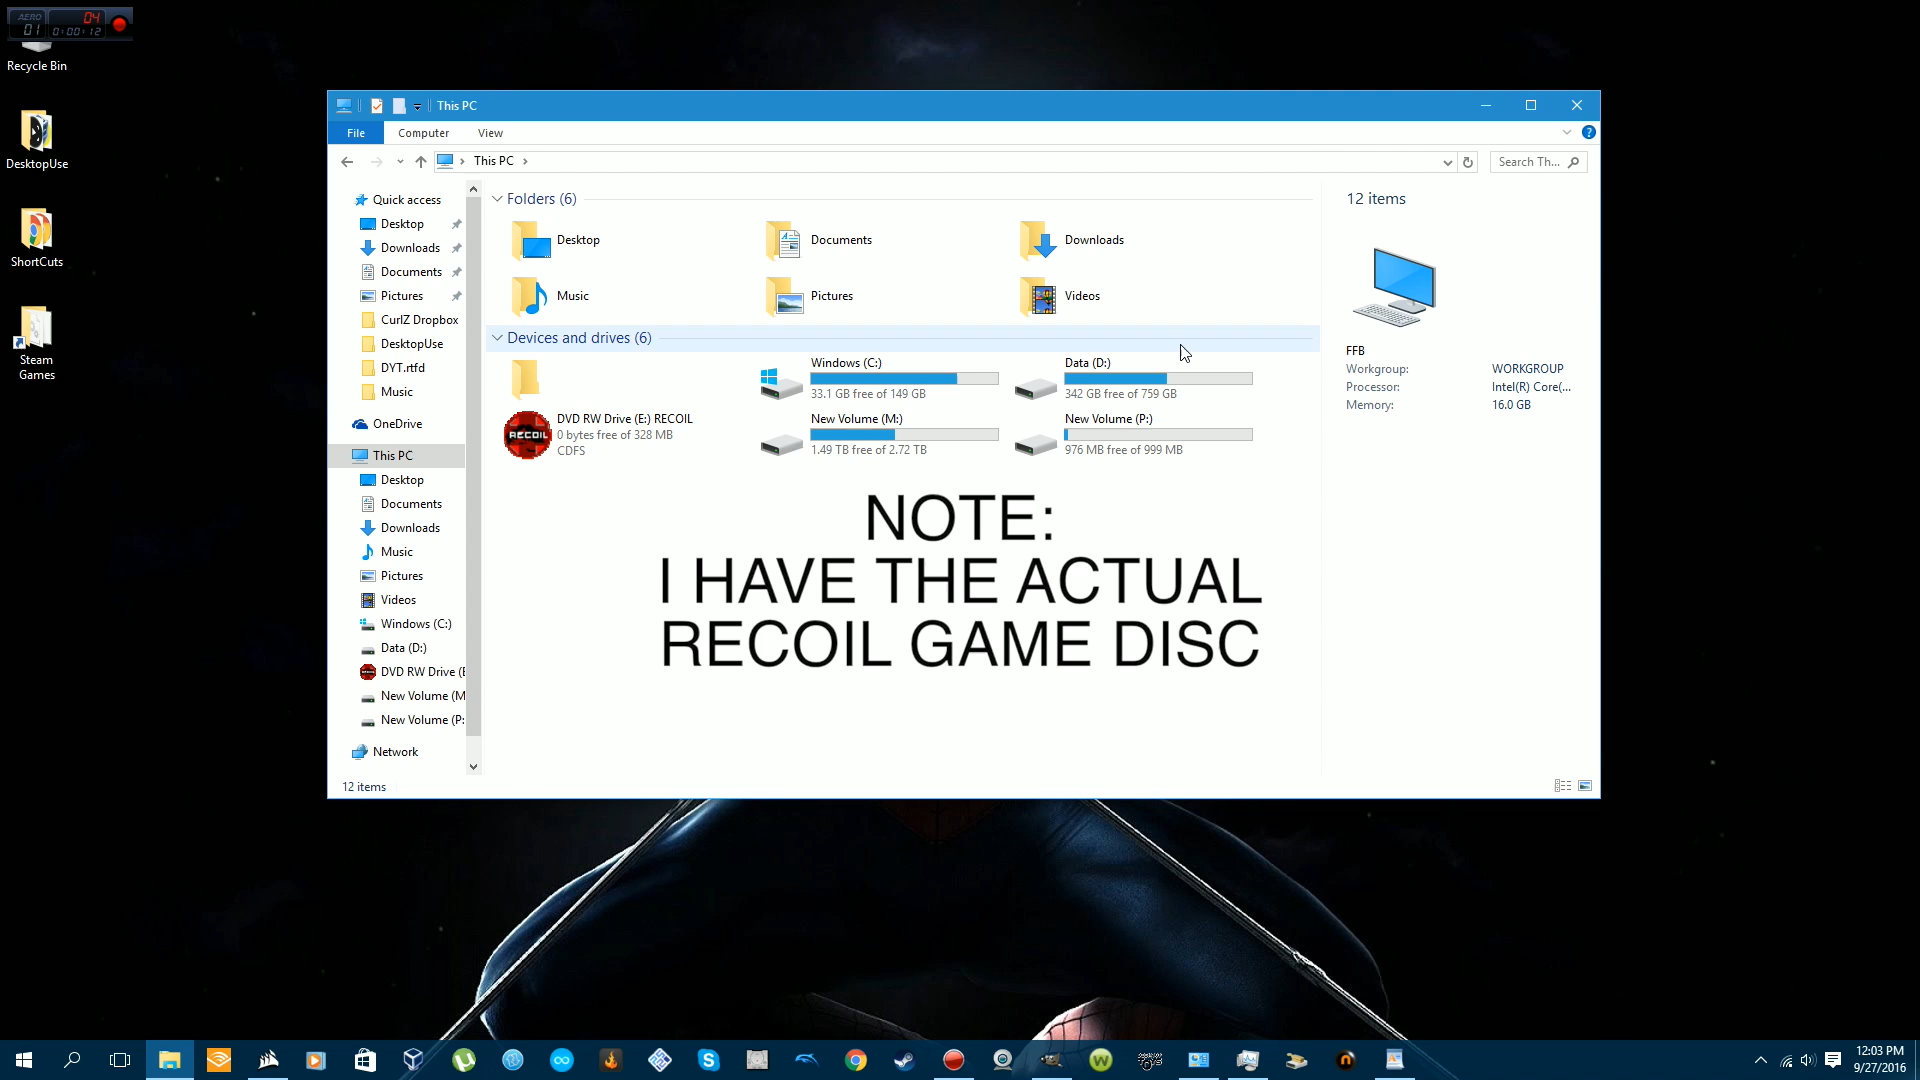 AERO
01
04
0:00:12
Recycle Bin
DesktopUse
ShortCuts
Steam
Games
This PC
File
Computer
View
This PC
Search Th...
Quick access
Desktop
Downloads
Documents
Pictures
CurlZ Dropbox
DesktopUse
DYT.rtfd
Music
OneDrive
This PC
Desktop
Documents
Downloads
Music
Pictures
Videos
Windows (C:)
Data (D:)
DVD RW Drive (E
New Volume (M
New Volume (P:
Network
12 items
Folders (6)
Desktop
Documents
Downloads
Music
Pictures
Videos
Devices and drives (6)
Windows (C:)
33.1 GB free of 149 GB
Data (D:)
342 GB free of 759 GB
RECOIL
DVD RW Drive (E:) RECOIL
0 bytes free of 328 MB
CDFS
New Volume (M:)
1.49 TB free of 2.72 TB
New Volume (P:)
976 MB free of 999 MB
NOTE:
I HAVE THE ACTUAL
RECOIL GAME DISC
12 items
FFB
Workgroup: WORKGROUP
Processor: Intel(R) Core(...
Memory: 16.0 GB
12:03 PM
9/27/2016